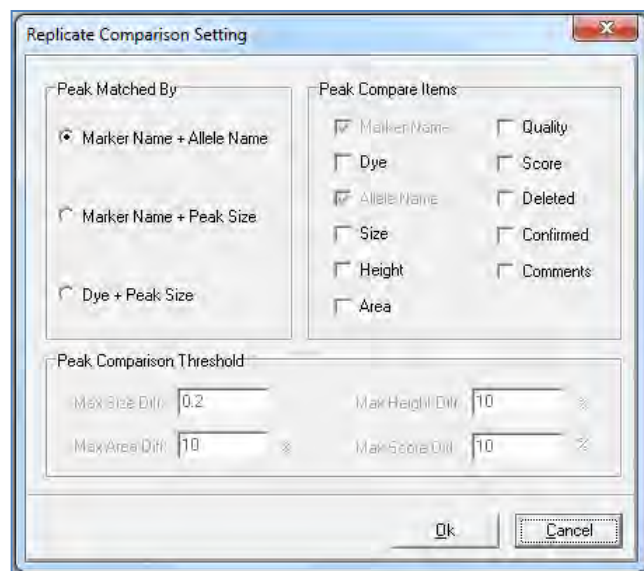 Replicate Comparison Setting
Peak Matched By
Marker Name + Allele Name
Marker Name + Peak Size
Dye + Peak Size
Peak Compare Items
Marker Name
Dye
Allele Name
Size
Height
Area
Quality
Score
Deleted
Confirmed
Comments
Peak Comparison Threshold
Max Size Diff: 0.2
Max Height Diff: 10 %
Max Area Diff: 10 %
Max Score Diff: 10 %
Ok
Cancel